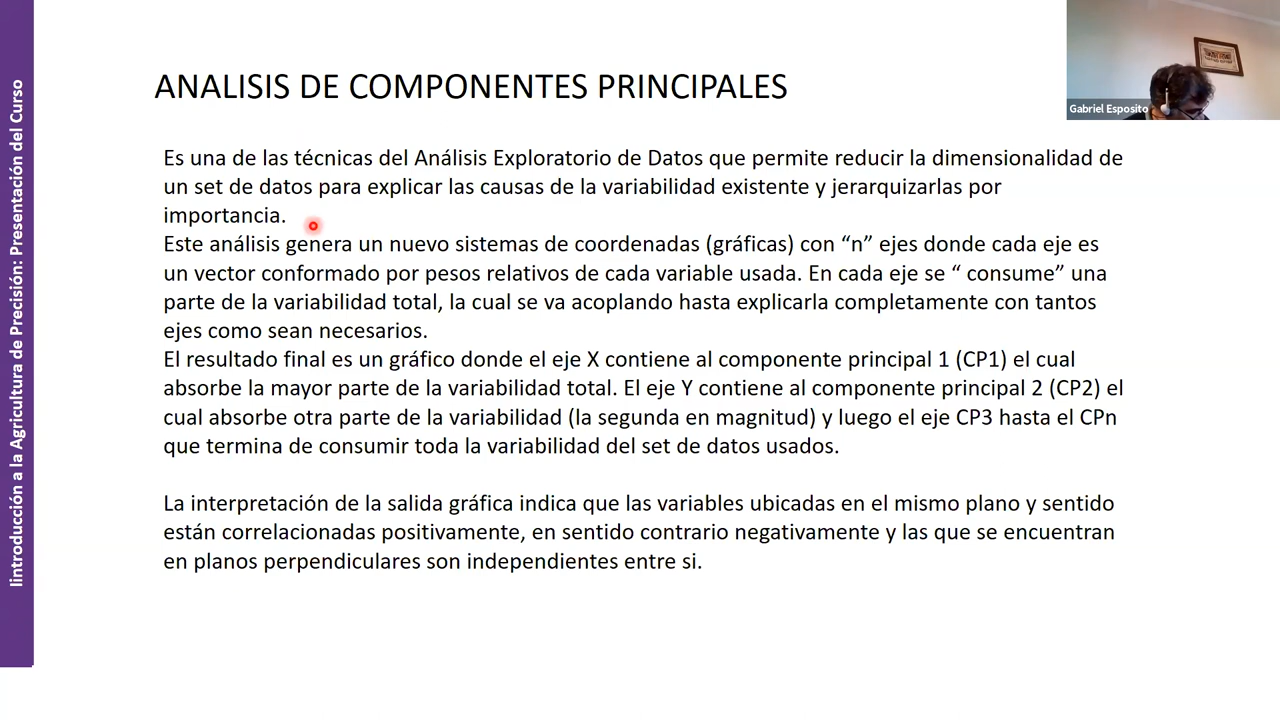 ANALISIS DE COMPONENTES PRINCIPALES
Es una de las técnicas del Análisis Exploratorio de Datos que permite reducir la dimensionalidad de
un set de datos para explicar las causas de la variabilidad existente y jerarquizarlas por
importancia.
Este análisis genera un nuevo sistemas de coordenadas (gráficas) con “n” ejes donde cada eje es
un vector conformado por pesos relativos de cada variable usada. En cada eje se “ consume” una
parte de la variabilidad total, la cual se va acoplando hasta explicarla completamente con tantos
ejes como sean necesarios.
El resultado final es un gráfico donde el eje X contiene al componente principal 1 (CP1) el cual
absorbe la mayor parte de la variabilidad total. El eje Y contiene al componente principal 2 (CP2) el
cual absorbe otra parte de la variabilidad (la segunda en magnitud) y luego el eje CP3 hasta el CPn
que termina de consumir toda la variabilidad del set de datos usados.
La interpretación de la salida gráfica indica que las variables ubicadas en el mismo plano y sentido
están correlacionadas positivamente, en sentido contrario negativamente y las que se encuentran
en planos perpendiculares son independientes entre si.
Iintroducción a la Agricultura de Precisión: Presentación del Curso
Gabriel Esposito